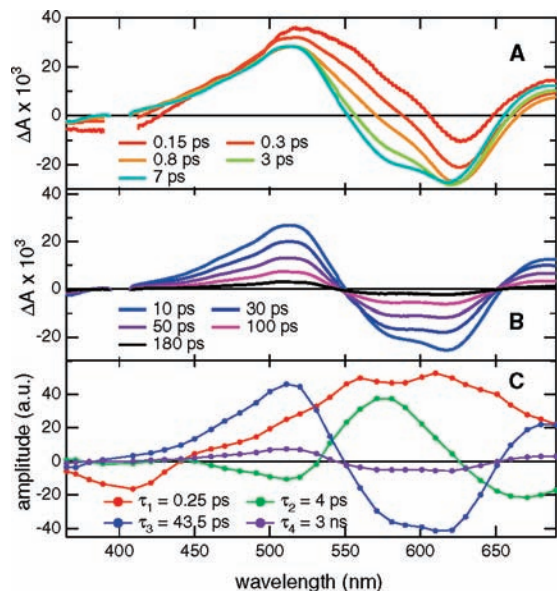 A
ΔA x 10³
20
0
-20
0.15 ps 0.3 ps
0.8 ps 3 ps
7 ps
ΔA x 10³
20
0
-20
10 ps 30 ps
50 ps 100 ps
180 ps
B
C
amplitude (a.u.)
40
20
0
-20
-40
τ₁ = 0.25 ps τ₂ = 4 ps
τ₃ = 43,5 ps τ₄ = 3 ns
400 450 500 550 600 650
wavelength (nm)